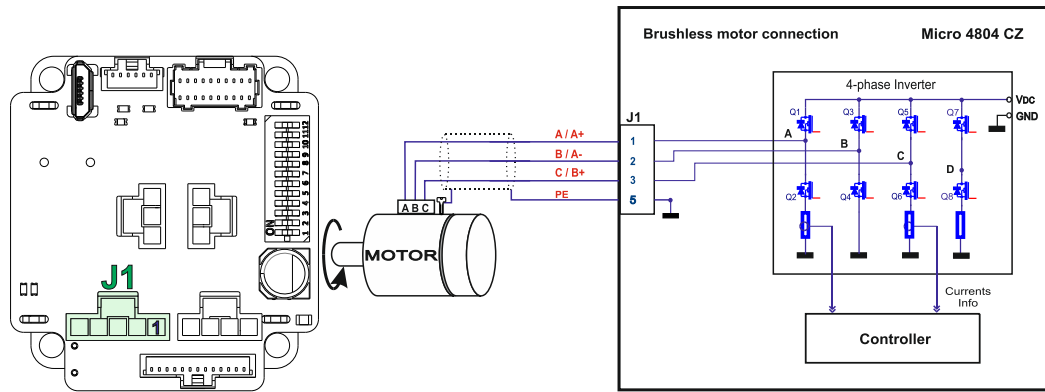 Brushless motor connection
Micro 4804 CZ
4-phase Inverter
VDC
GND
Q1
Q3
Q5
Q7
A
B
C
D
Q2
Q4
Q6
Q8
Currents
Info
Controller
J1
1
2
3
5
A / A+
B / A-
C / B+
PE
A B C
MOTOR
12
11
10
9
8
7
6
5
4
3
2
1
ON
J1
1